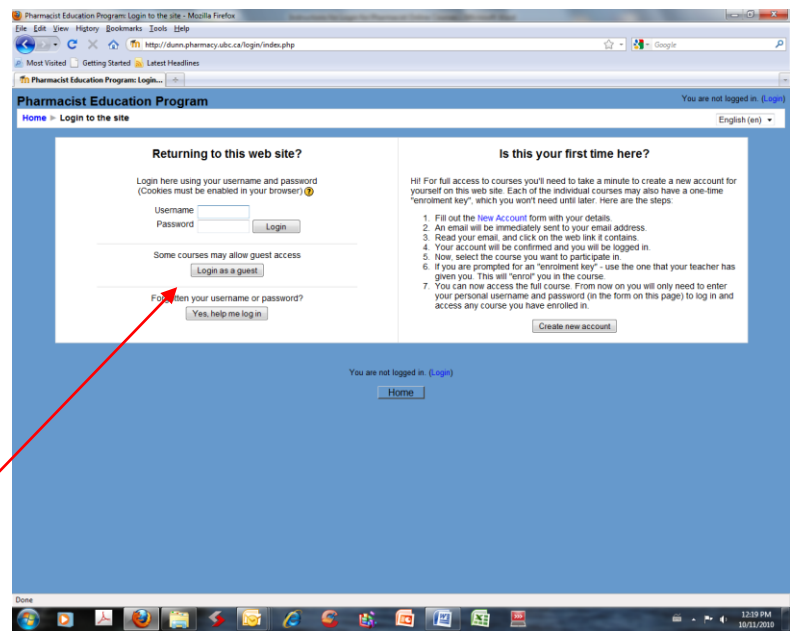 Pharmacist Education Program: Login to the site - Mozilla Firefox
File Edit View History Bookmarks Tools Help
http://dunn.pharmacy.ubc.ca/login/index.php
Google
Most Visited Getting Started Latest Headlines
Pharmacist Education Program: Login...
Pharmacist Education Program
You are not logged in. (Login)
Home ► Login to the site
English (en)
Returning to this web site?
Login here using your username and password
(Cookies must be enabled in your browser) ?
Username
Password
Login
Some courses may allow guest access
Login as a guest
Forgotten your username or password?
Yes, help me log in
Is this your first time here?
Hi! For full access to courses you'll need to take a minute to create a new account for
yourself on this web site. Each of the individual courses may also have a one-time
"enrolment key", which you won't need until later. Here are the steps:
1. Fill out the New Account form with your details.
2. An email will be immediately sent to your email address.
3. Read your email, and click on the web link it contains.
4. Your account will be confirmed and you will be logged in.
5. Now, select the course you want to participate in.
6. If you are prompted for an "enrolment key" - use the one that your teacher has
given you. This will "enrol" you in the course.
7. You can now access the full course. From now on you will only need to enter
your personal username and password (in the form on this page) to log in and
access any course you have enrolled in.
Create new account
You are not logged in. (Login)
Home
Done
12:19 PM
10/11/2010